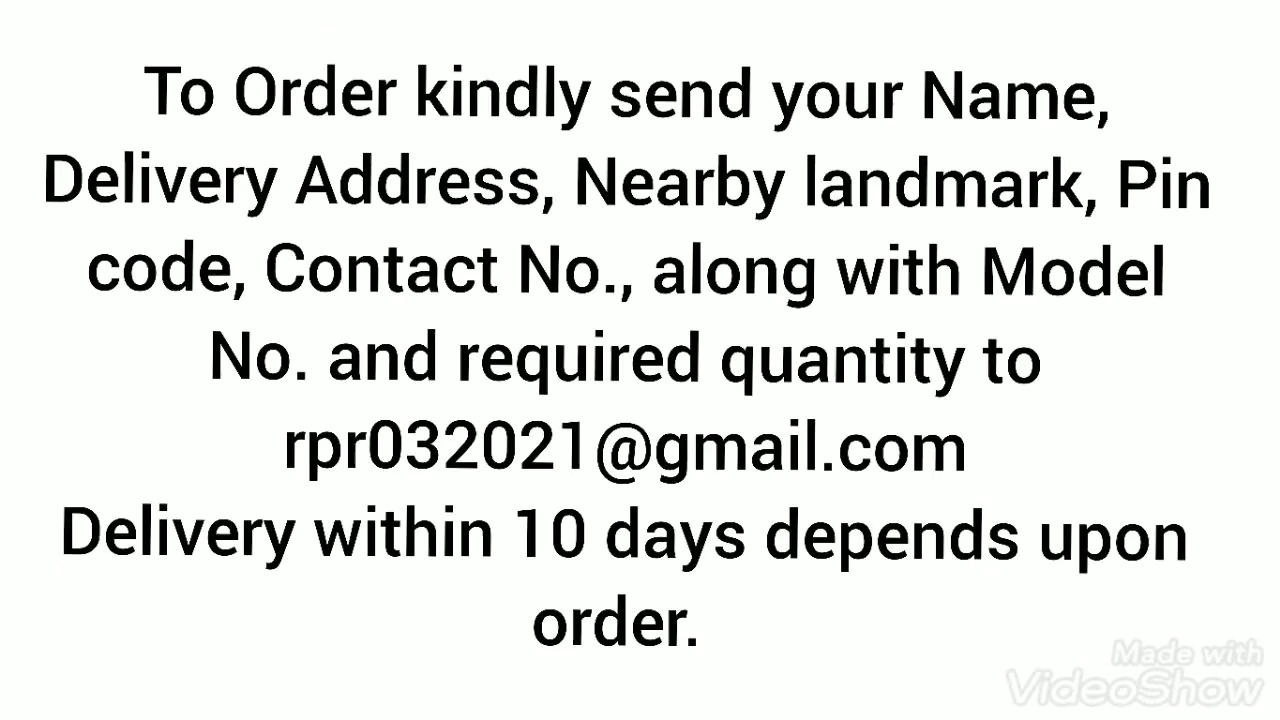 To Order kindly send your Name,
Delivery Address, Nearby landmark, Pin
code, Contact No., along with Model
No. and required quantity to
rpr032021@gmail.com
Delivery within 10 days depends upon
order.
Made with
VideoShow